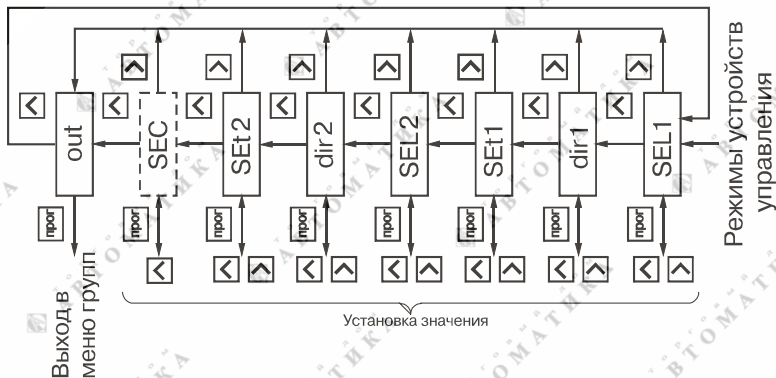 out
SEC
SEt2
dir2
SEL2
SEt1
dir1
SEL1
Режимы устройств
управления
прог
прог
прог
прог
прог
прог
прог
прог
Выход в
меню групп
Установка значения